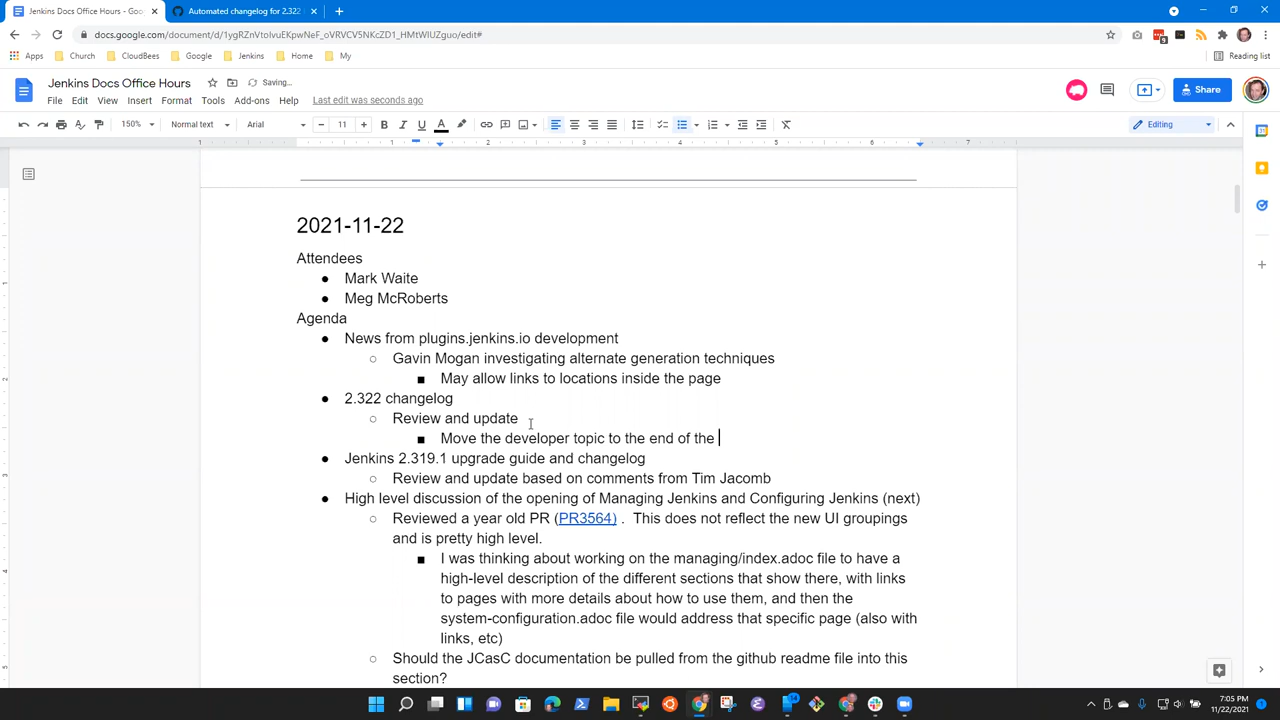 Jenkins Docs Office Hours - Goo
Automated changelog for 2.322
docs.google.com/document/d/1ygRZnVtoIvuEKpwNeF_oVRVCV5NKcZD1_HMtWlUZguo/edit#
Apps
Church
CloudBees
Google
Jenkins
Home
My
Reading list
Jenkins Docs Office Hours
Saving...
File Edit View Insert Format Tools Add-ons Help
Last edit was seconds ago
Share
150%
Normal text
Arial
11
Editing
1 1 2 3 4 5 6 7
2021-11-22
Attendees
● Mark Waite
● Meg McRoberts
Agenda
● News from plugins.jenkins.io development
○ Gavin Mogan investigating alternate generation techniques
■ May allow links to locations inside the page
● 2.322 changelog
○ Review and update
■ Move the developer topic to the end of the
● Jenkins 2.319.1 upgrade guide and changelog
○ Review and update based on comments from Tim Jacomb
● High level discussion of the opening of Managing Jenkins and Configuring Jenkins (next)
○ Reviewed a year old PR (PR3564) . This does not reflect the new UI groupings
and is pretty high level.
■ I was thinking about working on the managing/index.adoc file to have a
high-level description of the different sections that show there, with links
to pages with more details about how to use them, and then the
system-configuration.adoc file would address that specific page (also with
links, etc)
○ Should the JCasC documentation be pulled from the github readme file into this
section?
7:05 PM
11/22/2021